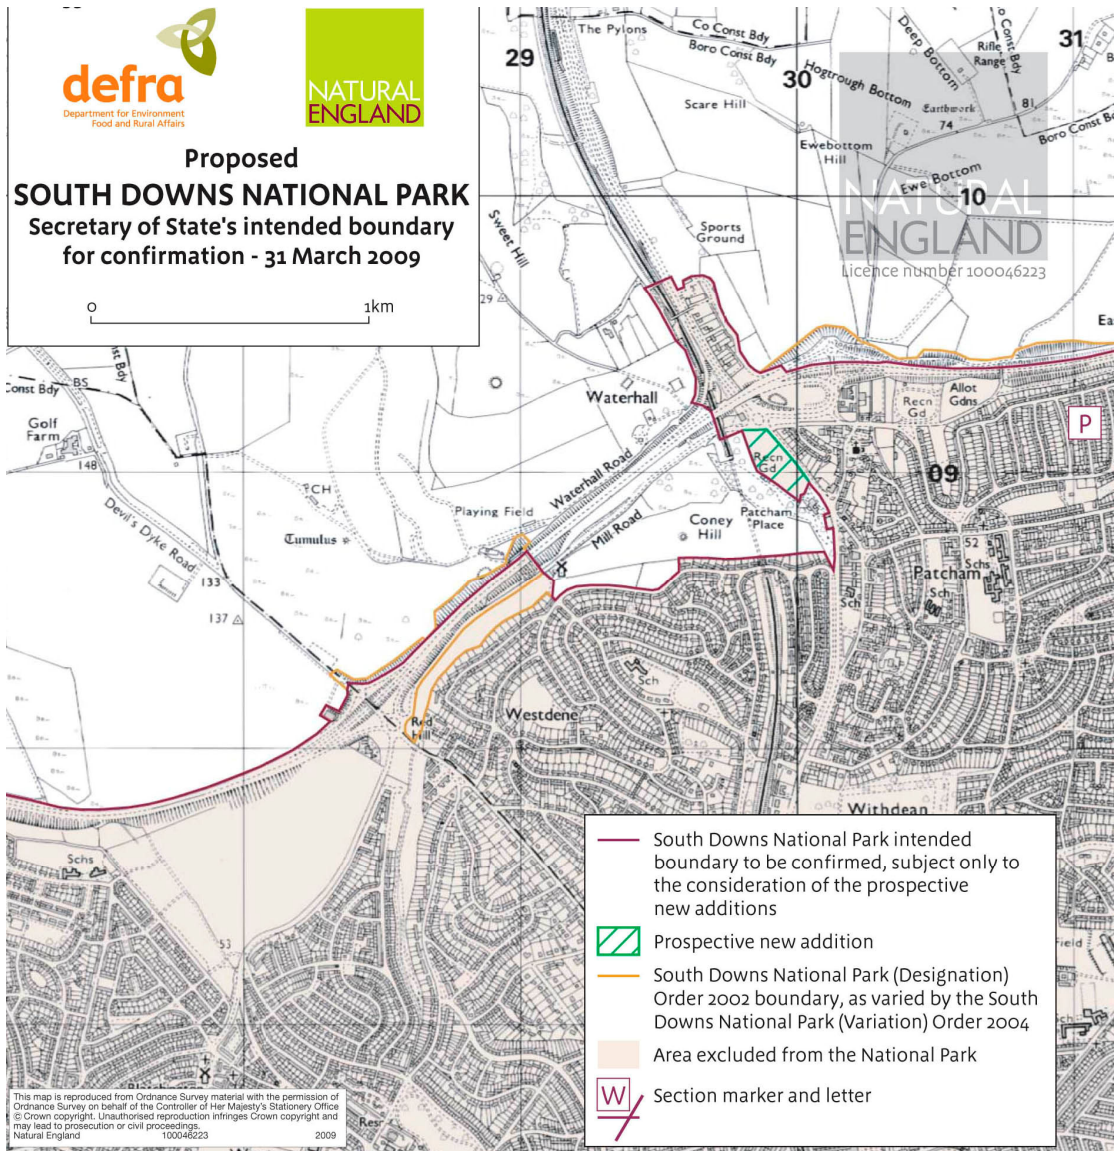 defra
Department for Environment
Food and Rural Affairs
NATURAL
ENGLAND
Proposed
SOUTH DOWNS NATIONAL PARK
Secretary of State's intended boundary
for confirmation - 31 March 2009
0 1km
The Pylons
29
Co Const Bdy
Boro Const Bdy
Deep Bottom
Rifle
Range
31
30
Hogtrough Bottom
Scare Hill
Earthwork
81
74
Boro Const
Ewebottom
Hill
Ewe Bottom
10
NATURAL
ENGLAND
Licence number 100046223
Sweet Hill
Sports
Ground
29
Const Bdy
BS
Const Bdy
Golf
Farm
148
Waterhall
Recn
Gd
Allot
Gdns
P
09
Recn
Gd
Waterhall Road
CH
Playing Field
Mill Road
Coney
Hill
Patcham
Place
Devil's Dyke Road
Tumulus
133
137
52
Schs
Patcham
Sch
Sch
Sch
Westdene
Red
Hill
Withdean
Schs
53
South Downs National Park intended
boundary to be confirmed, subject only to
the consideration of the prospective
new additions
Prospective new addition
South Downs National Park (Designation)
Order 2002 boundary, as varied by the South
Downs National Park (Variation) Order 2004
Area excluded from the National Park
W
Section marker and letter
This map is reproduced from Ordnance Survey material with the permission of
Ordnance Survey on behalf of the Controller of Her Majesty's Stationery Office
© Crown copyright. Unauthorised reproduction infringes Crown copyright and
may lead to prosecution or civil proceedings.
Natural England 100046223 2009
Resr